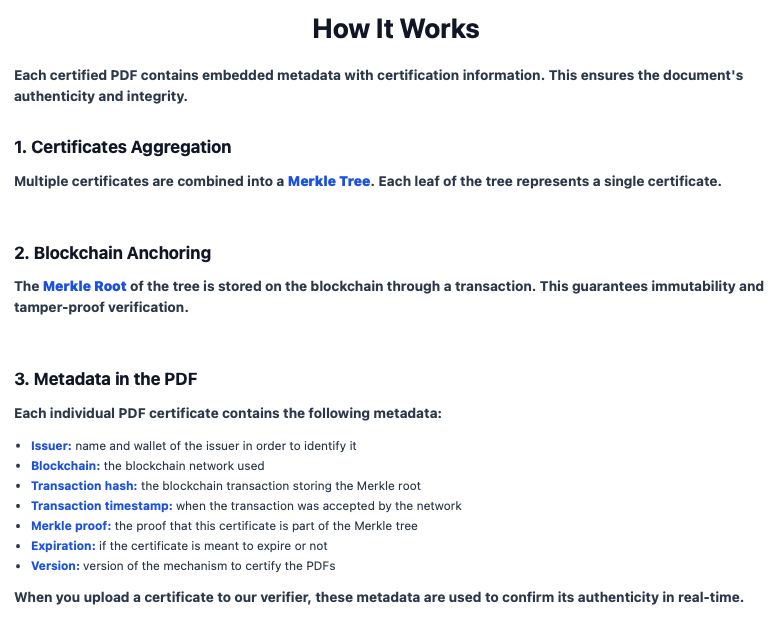 How It Works
Each certified PDF contains embedded metadata with certification information. This ensures the document's
authenticity and integrity.
1. Certificates Aggregation
Multiple certificates are combined into a Merkle Tree. Each leaf of the tree represents a single certificate.
2. Blockchain Anchoring
The Merkle Root of the tree is stored on the blockchain through a transaction. This guarantees immutability and
tamper-proof verification.
3. Metadata in the PDF
Each individual PDF certificate contains the following metadata:
• Issuer: name and wallet of the issuer in order to identify it
• Blockchain: the blockchain network used
• Transaction hash: the blockchain transaction storing the Merkle root
• Transaction timestamp: when the transaction was accepted by the network
• Merkle proof: the proof that this certificate is part of the Merkle tree
• Expiration: if the certificate is meant to expire or not
• Version: version of the mechanism to certify the PDFs
When you upload a certificate to our verifier, these metadata are used to confirm its authenticity in real-time.